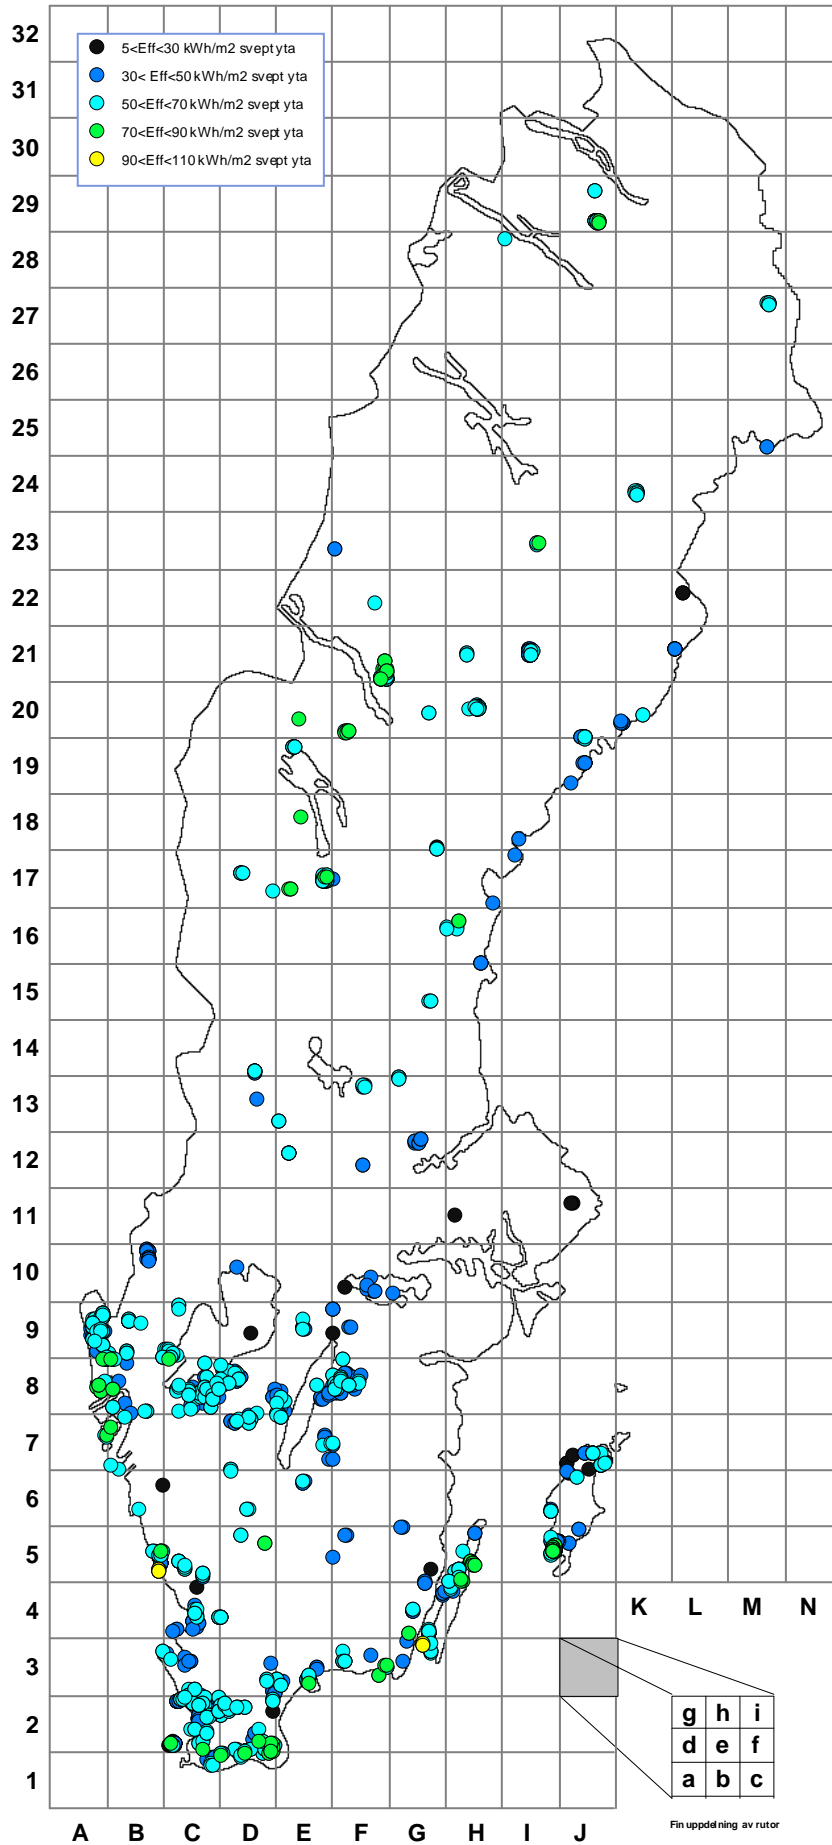 32
5<Eff<30 kWh/m2 svept yta
30< Eff<50 kWh/m2 svept yta
31
50<Eff<70 kWh/m2 svept yta
70<Eff<90 kWh/m2 svept yta
30
90<Eff<110 kWh/m2 svept yta
29
28
27
26
25
24
23
22
21
20
19
18
17
16
15
14
13
12
11
10
9
8
7
6
5
4
K L M N
3
g h i
d e f
2
a b c
1
Fin uppdelning av rutor
A B C D E F G H I J